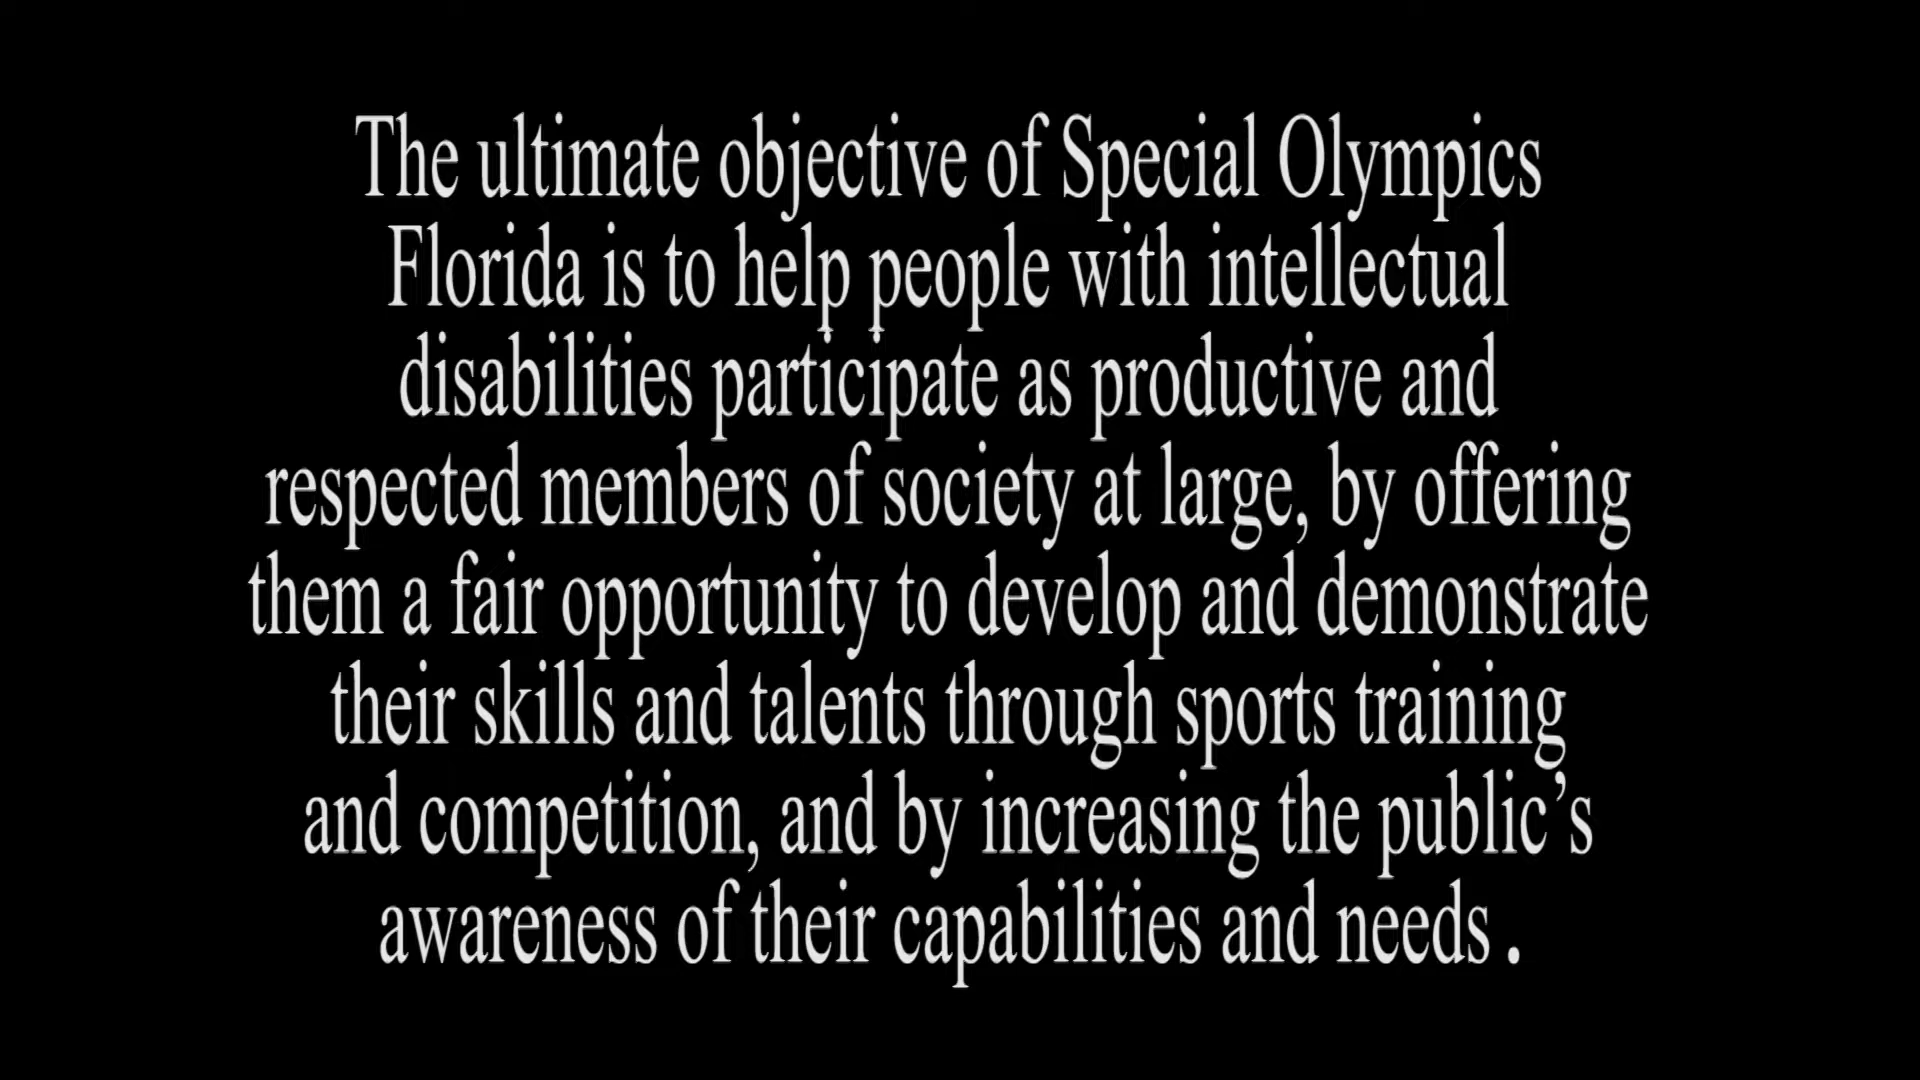 The ultimate objective of Special Olympics
Florida is to help people with intellectual
disabilities participate as productive and
respected members of society at large, by offering
them a fair opportunity to develop and demonstrate
their skills and talents through sports training
and competition, and by increasing the public’s
awareness of their capabilities and needs .